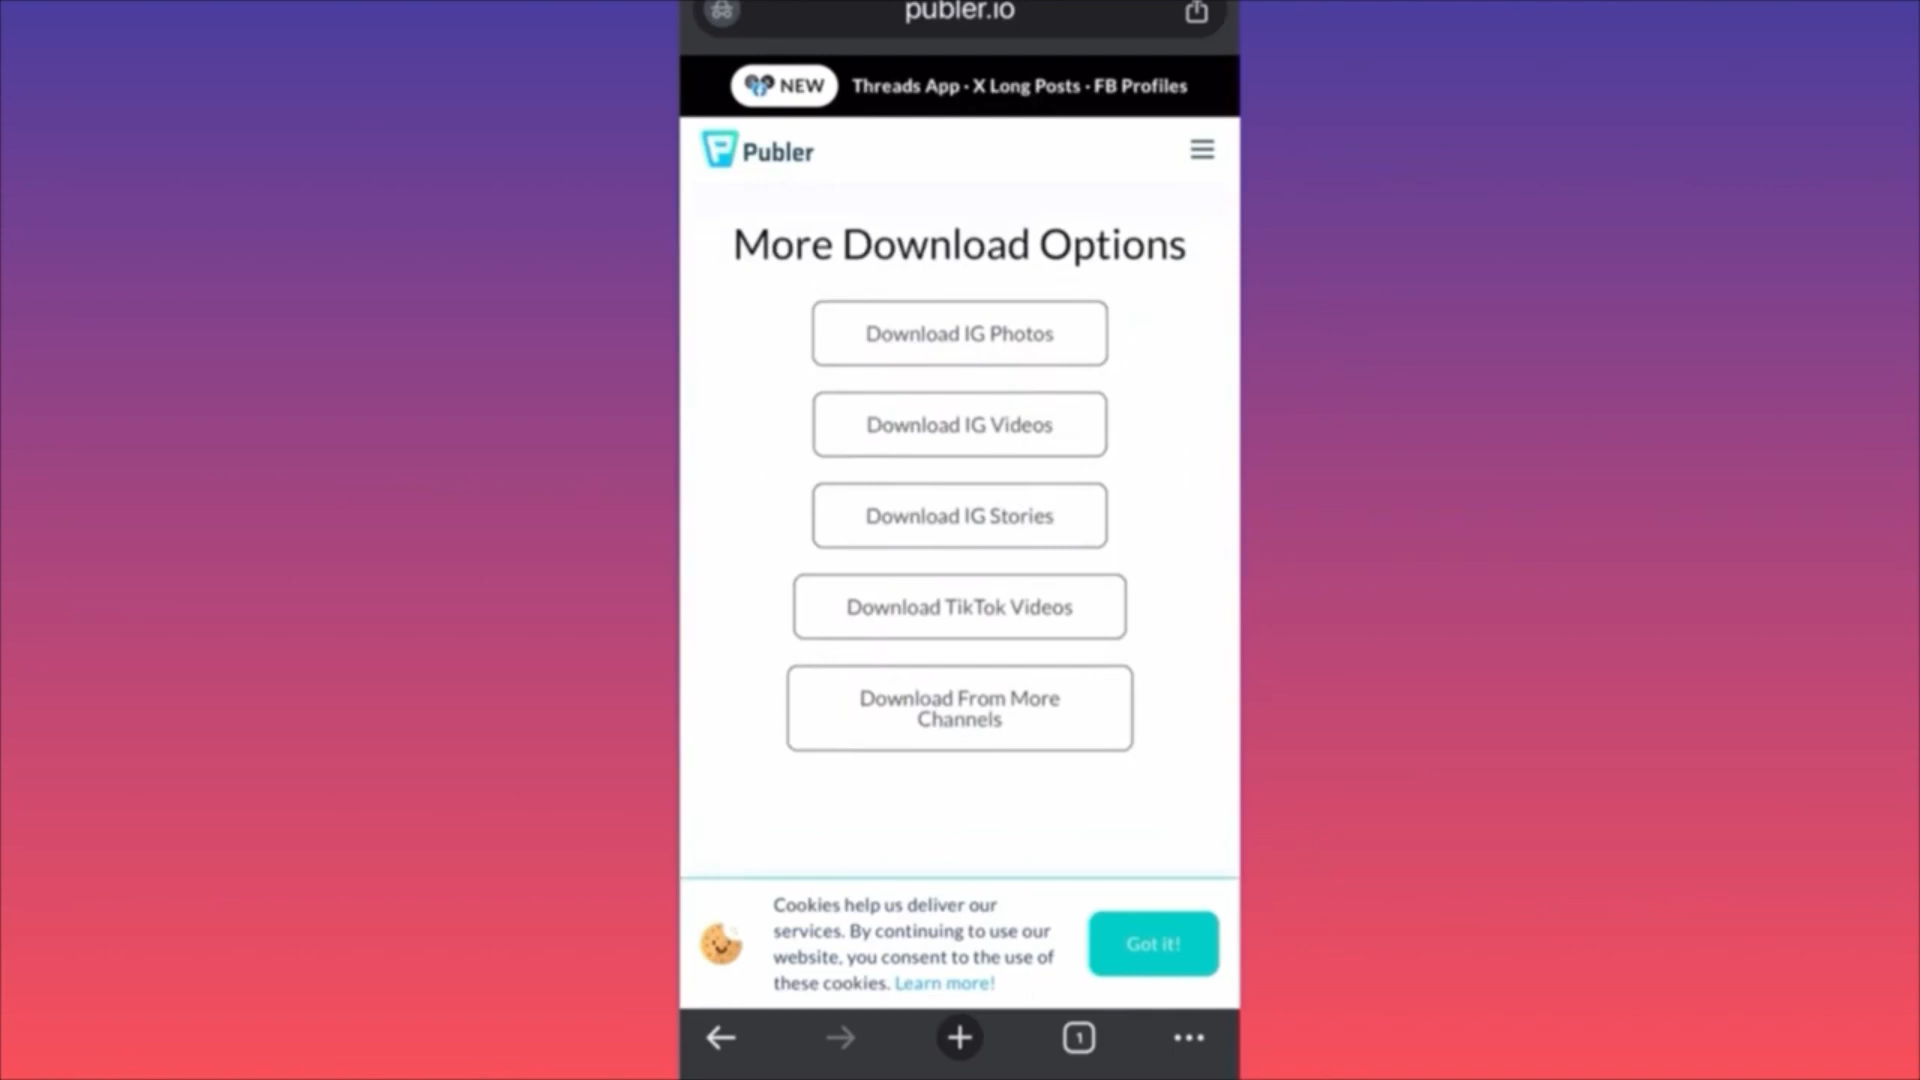 publer.io
NEW Threads App · X Long Posts · FB Profiles
Publer
More Download Options
Download IG Photos
Download IG Videos
Download IG Stories
Download TikTok Videos
Download From More
Channels
Cookies help us deliver our
services. By continuing to use our
website, you consent to the use of
these cookies. Learn more!
Got it!
1